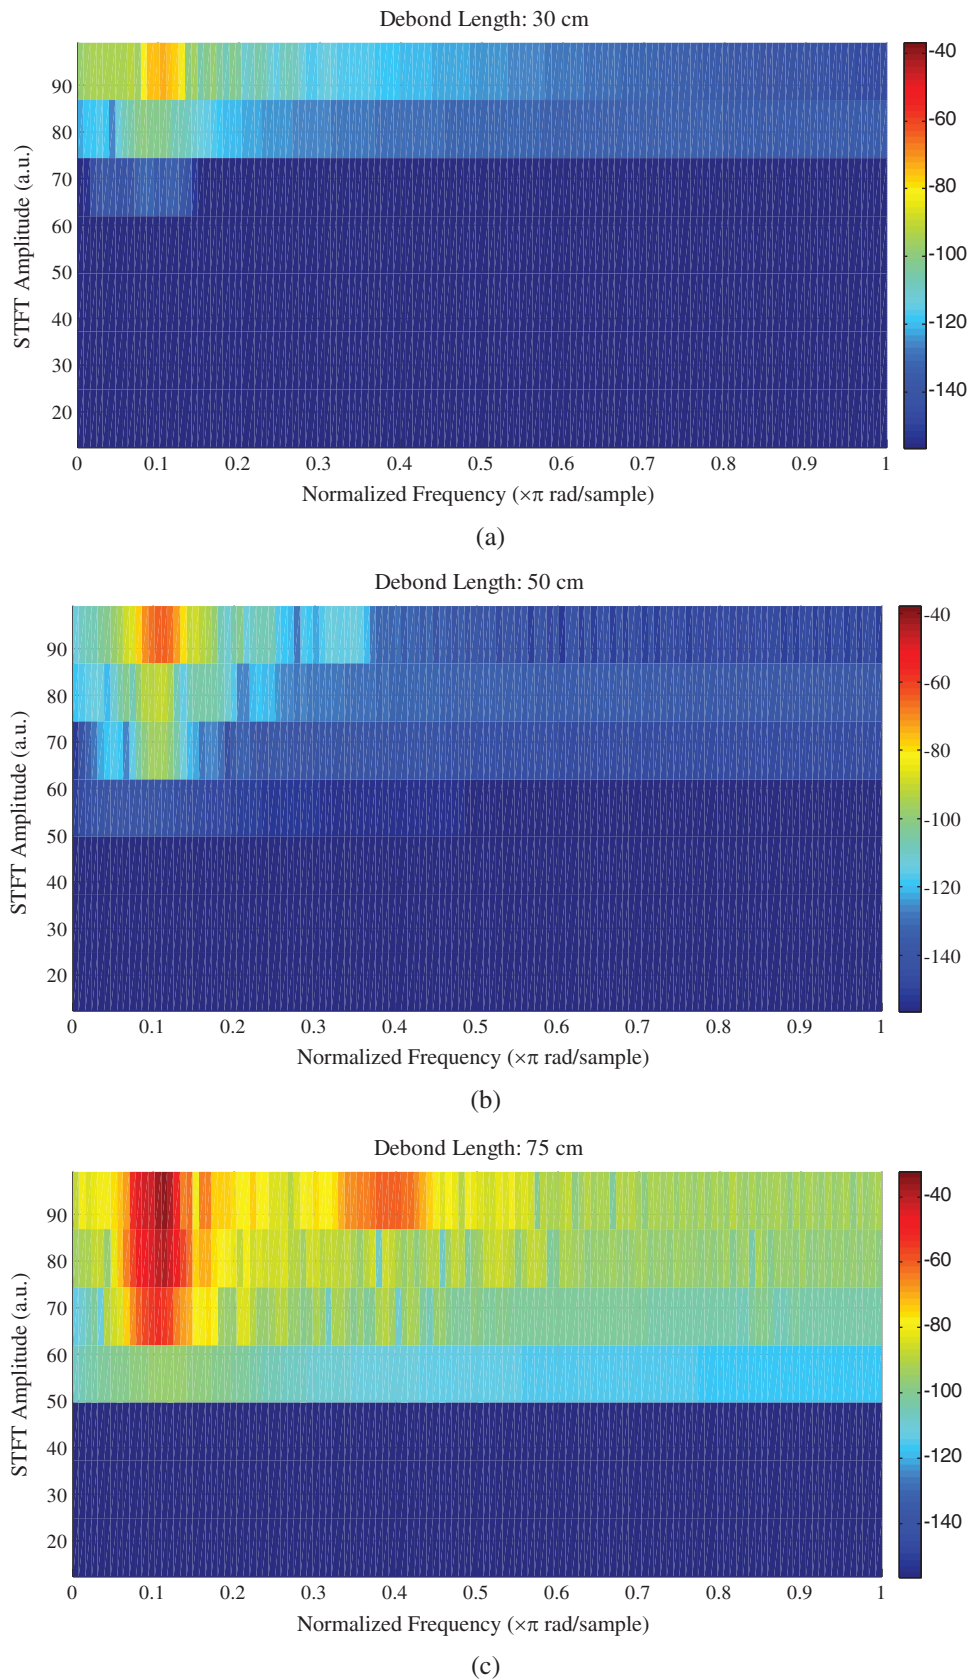 Debond Length: 30 cm
STFT Amplitude (a.u.)
90
80
70
60
50
40
30
20
0 0.1 0.2 0.3 0.4 0.5 0.6 0.7 0.8 0.9 1
Normalized Frequency (×π rad/sample)
-40
-60
-80
-100
-120
-140
(a)
Debond Length: 50 cm
STFT Amplitude (a.u.)
90
80
70
60
50
40
30
20
0 0.1 0.2 0.3 0.4 0.5 0.6 0.7 0.8 0.9 1
Normalized Frequency (×π rad/sample)
-40
-60
-80
-100
-120
-140
(b)
Debond Length: 75 cm
STFT Amplitude (a.u.)
90
80
70
60
50
40
30
20
0 0.1 0.2 0.3 0.4 0.5 0.6 0.7 0.8 0.9 1
Normalized Frequency (×π rad/sample)
-40
-60
-80
-100
-120
-140
(c)